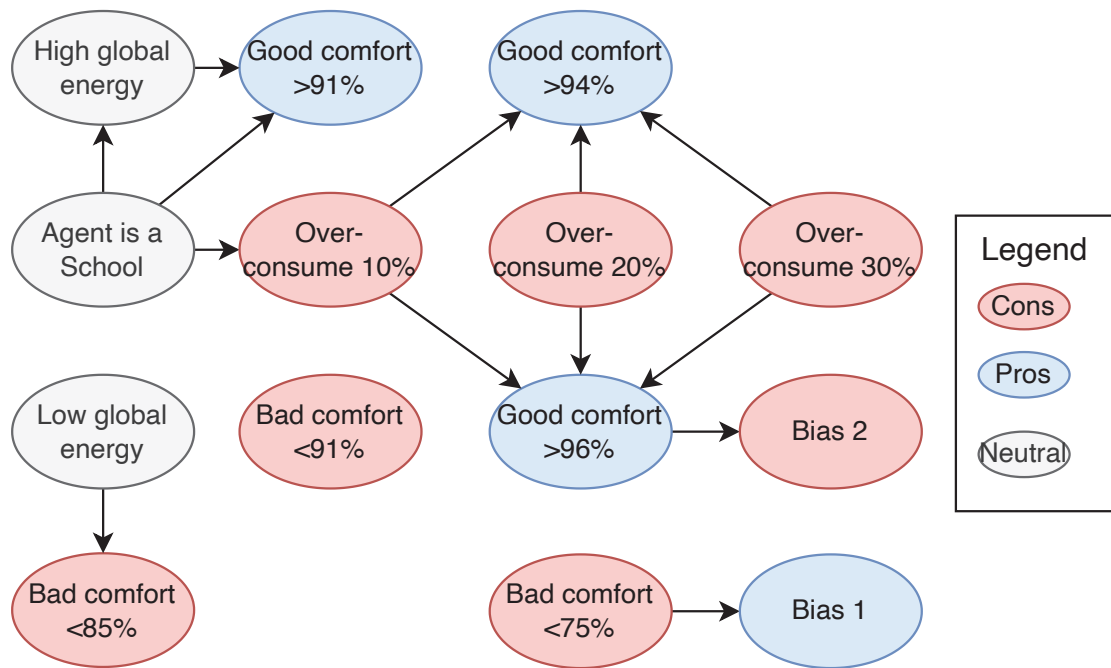 High global
energy
Good comfort
>91%
Good comfort
>94%
Agent is a
School
Over-
consume 10%
Over-
consume 20%
Over-
consume 30%
Legend
Cons
Pros
Neutral
Low global
energy
Bad comfort
<91%
Good comfort
>96%
Bias 2
Bad comfort
<85%
Bad comfort
<75%
Bias 1